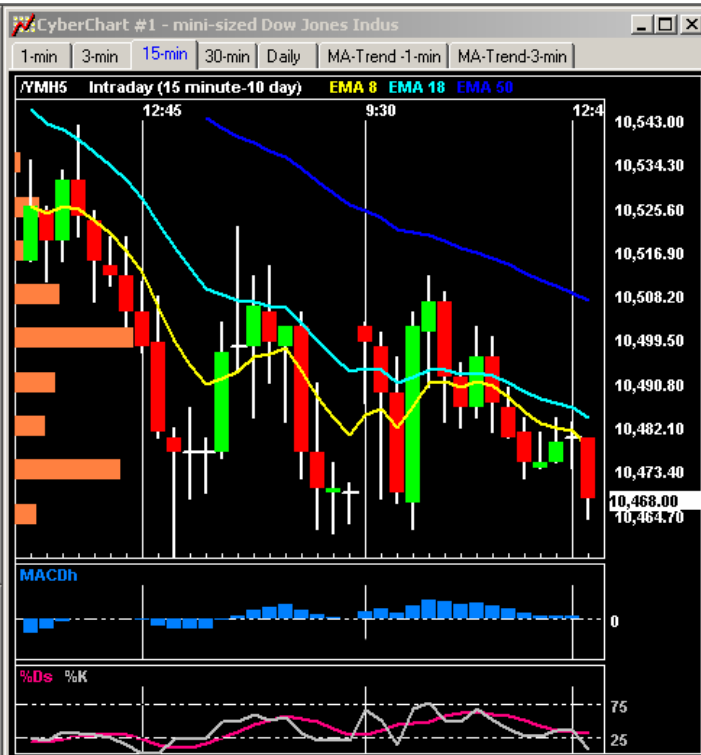 CyberChart #1 - mini-sized Dow Jones Indus
1-min 3-min 15-min 30-min Daily MA-Trend -1-min MA-Trend-3-min
/YMH5 Intraday (15 minute-10 day) EMA 8 EMA 18 EMA 50
12:45 9:30 12:4
10,543.00
10,534.30
10,525.60
10,516.90
10,508.20
10,499.50
10,490.80
10,482.10
10,473.40
10,468.00
10,464.70
MACDh
0
%Ds %K
75
25